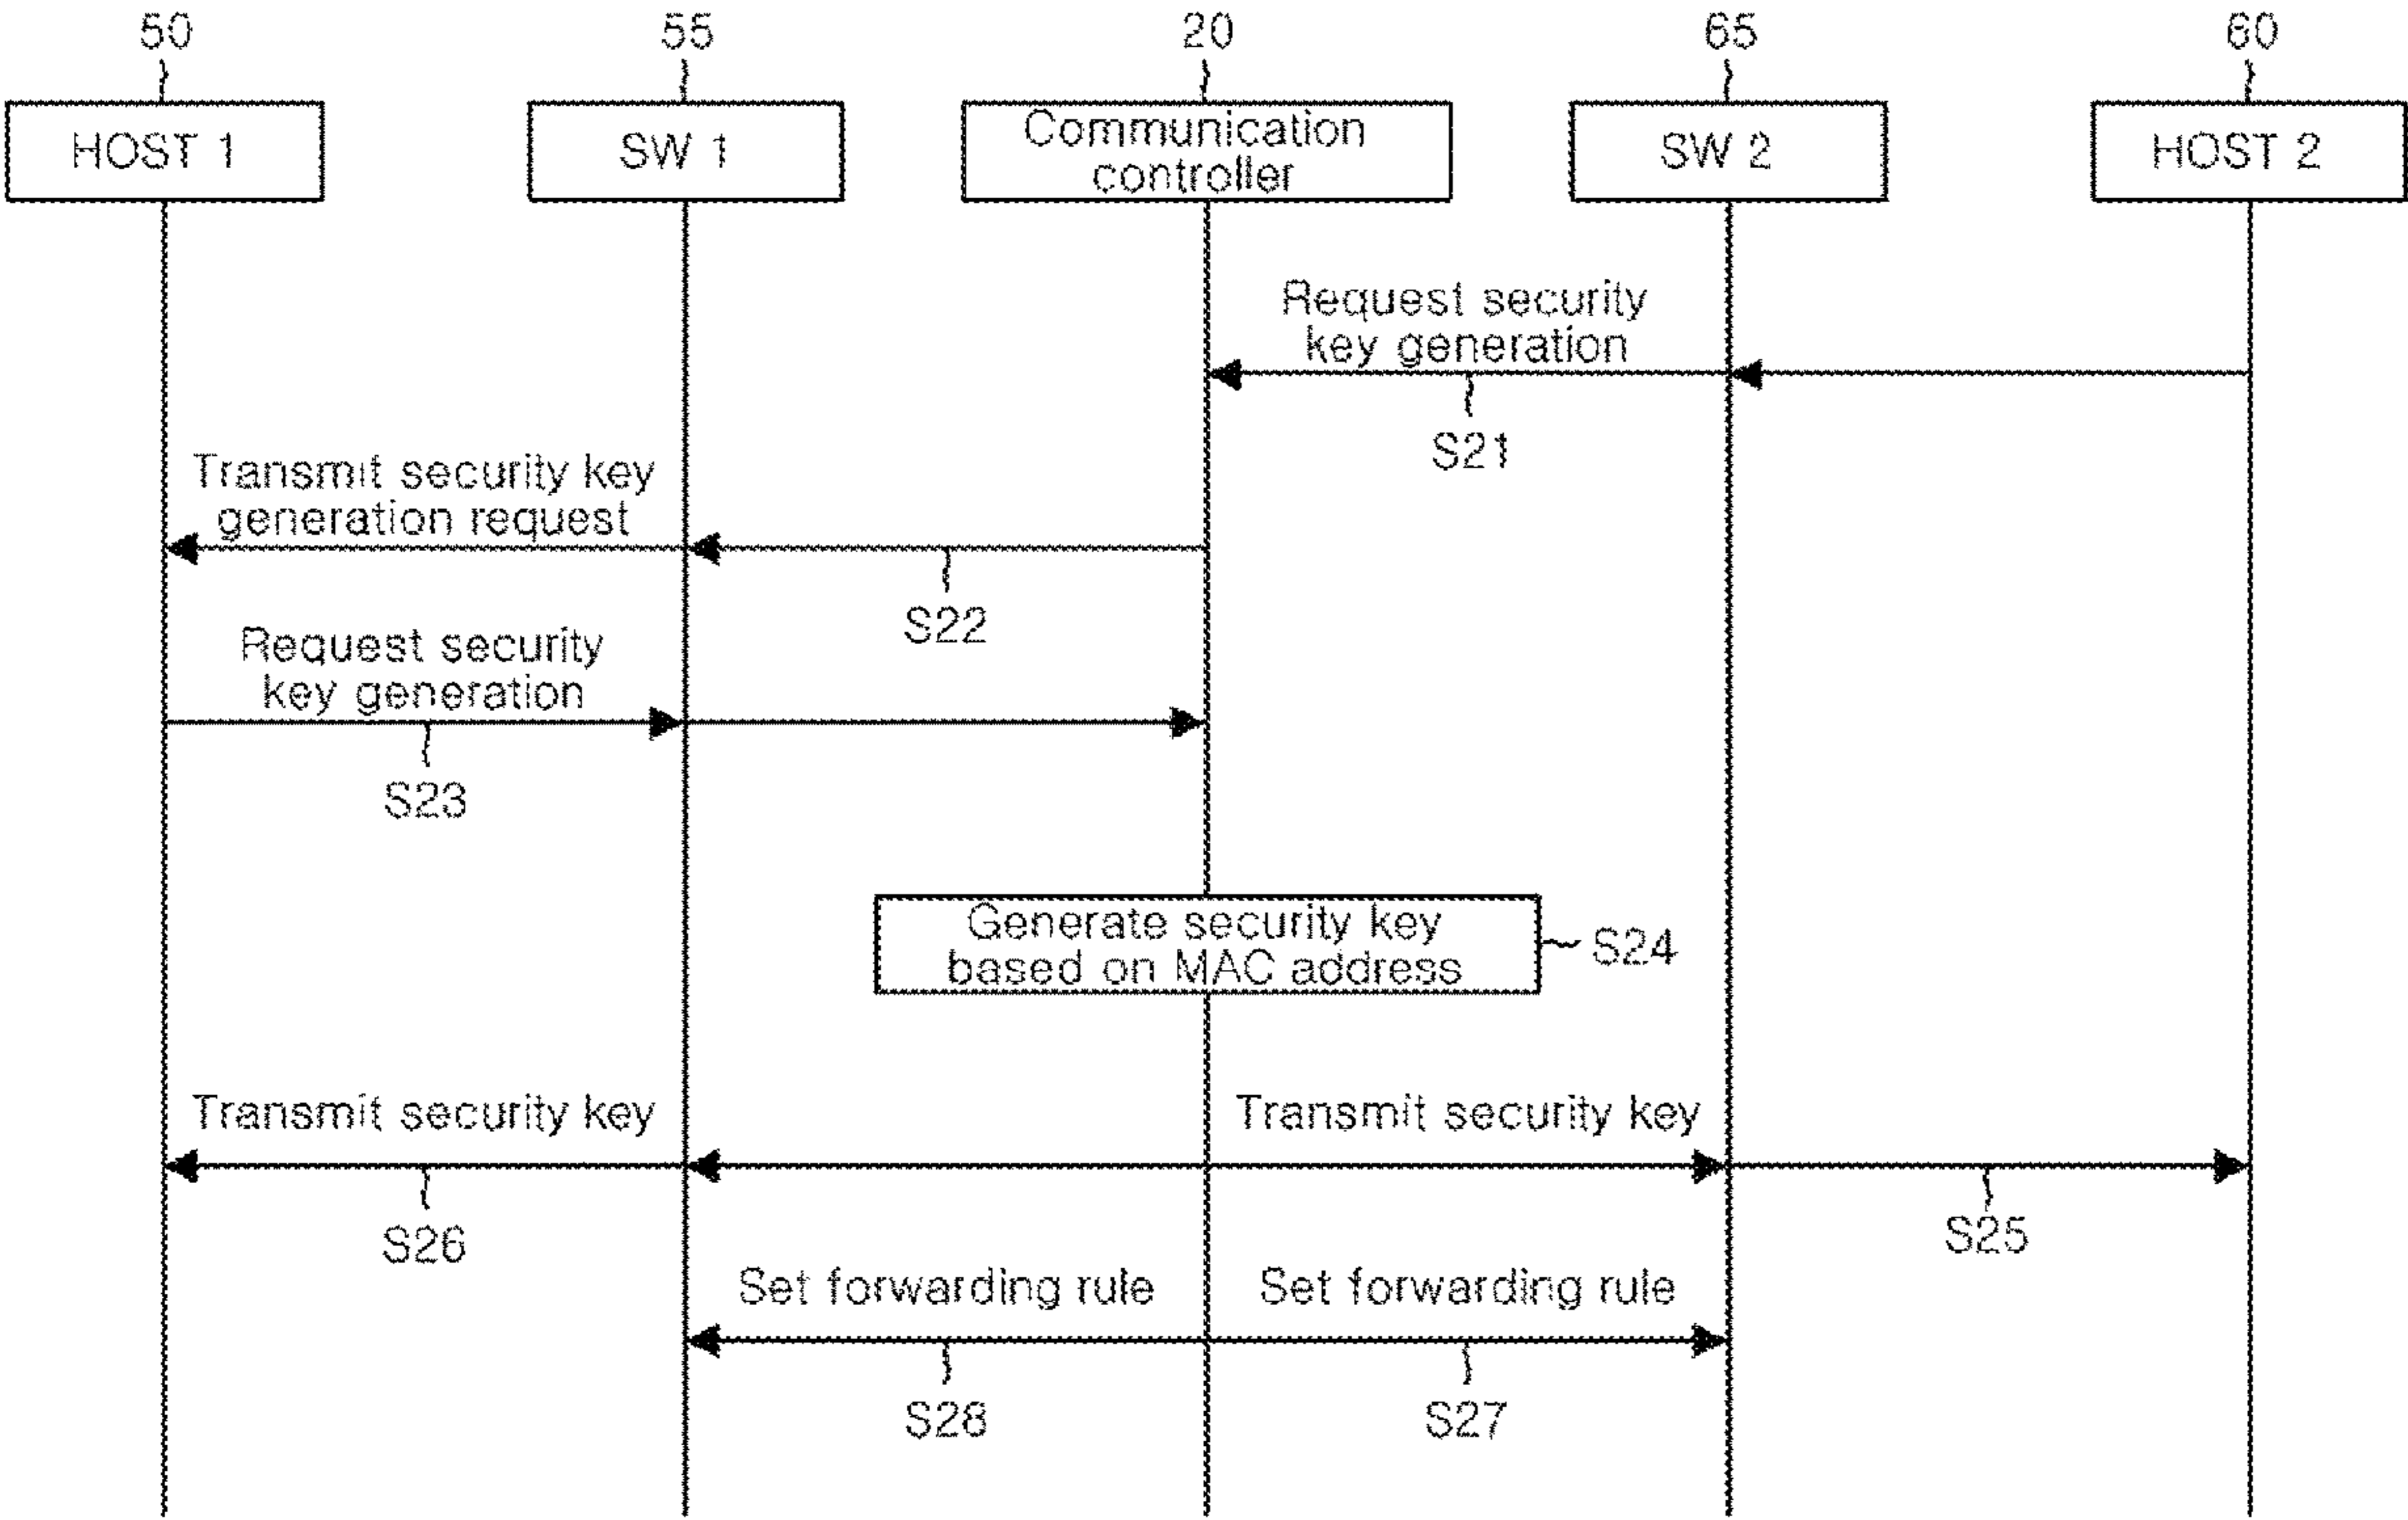 50
55
20
65
60
HOST 1
SW 1
Communication
controller
SW 2
HOST 2
Request security
key generation
S21
Transmit security key
generation request
S22
Request security
key generation
S23
Generate security key
based on MAC address
S24
Transmit security key
Transmit security key
S26
S25
Set forwarding rule
Set forwarding rule
S28
S27